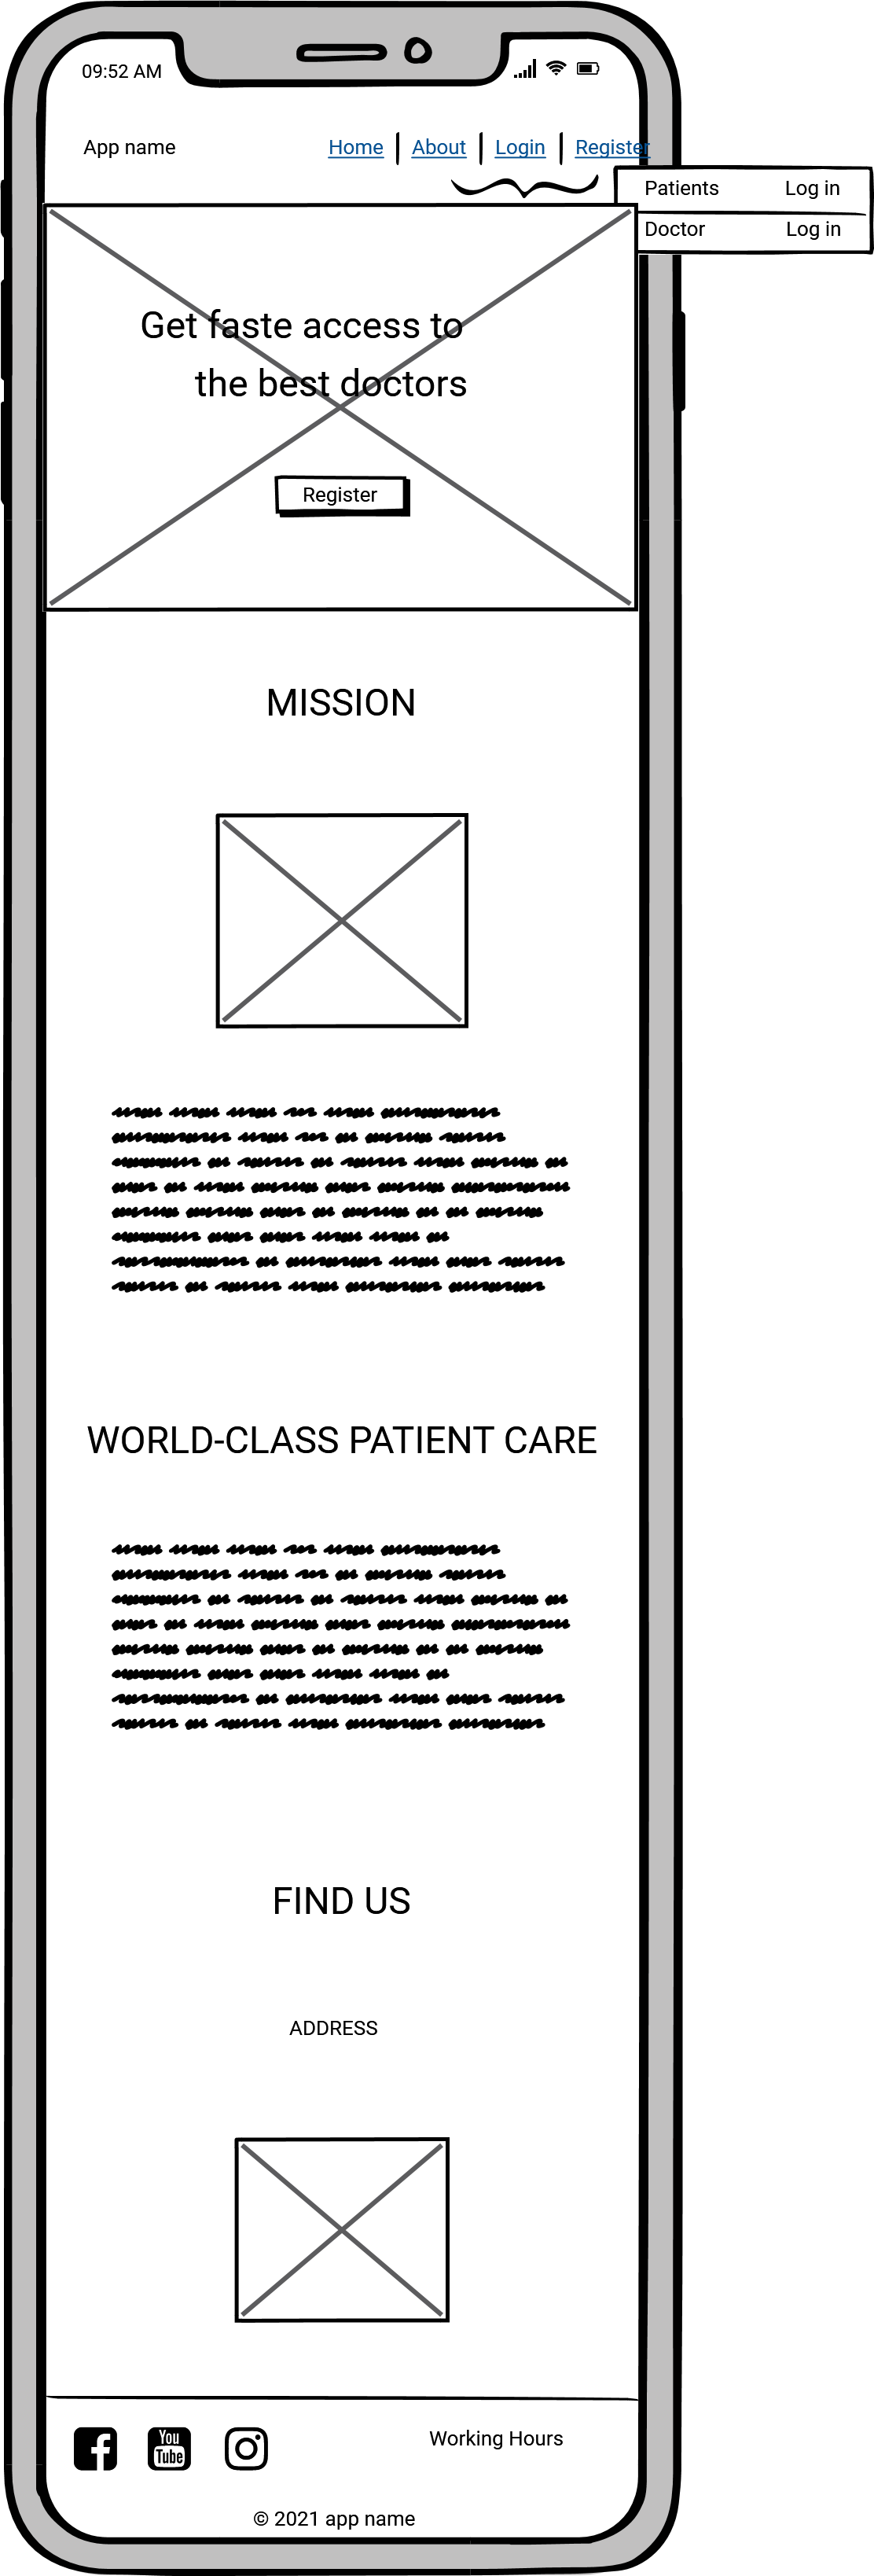 09:52 AM
App name
Home About Login Register
Patients Log in
Doctor Log in
Get faste access to
the best doctors
Register
MISSION
WORLD-CLASS PATIENT CARE
FIND US
ADDRESS
You
Tube
Working Hours
© 2021 app name